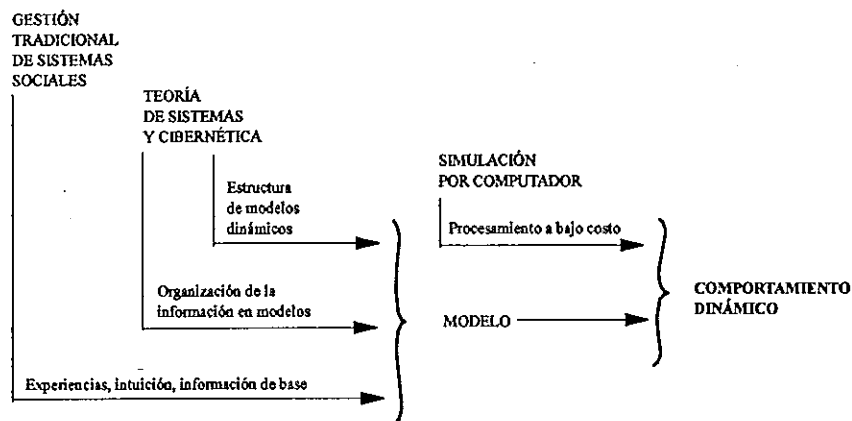 GESTIÓN
TRADICIONAL
DE SISTEMAS
SOCIALES
TEORÍA
DE SISTEMAS
Y CIBERNÉTICA
Estructura
de modelos
dinámicos
SIMULACIÓN
POR COMPUTADOR
Procesamiento a bajo costo
Organización de la
información en modelos
MODELO
COMPORTAMIENTO
DINÁMICO
Experiencias, intuición, información de base